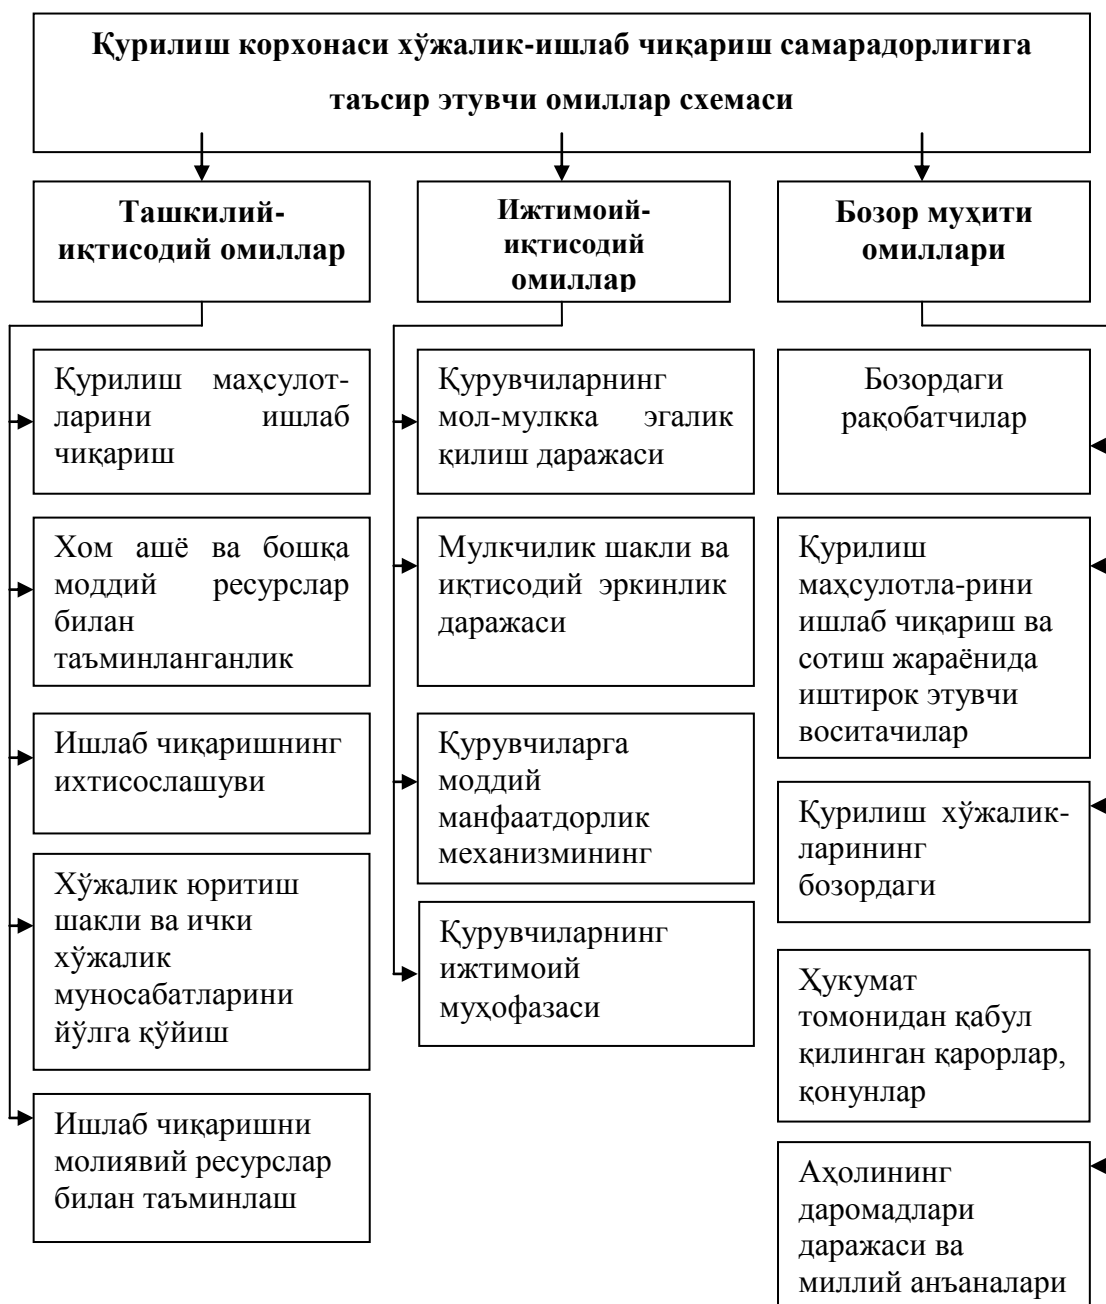 Қурилиш корхонаси хўжалик-ишлаб чиқариш самарадорлигига
таъсир этувчи омиллар схемаси
Ташкилий-
иқтисодий омиллар
Ижтимоий-
иқтисодий
омиллар
Бозор муҳити
омиллари
Қурилиш маҳсулот-
ларини ишлаб
чиқариш
Хом ашё ва бошқа
моддий ресурслар
билан
таъминланганлик
Ишлаб чиқаришнинг
ихтисослашуви
Хўжалик юритиш
шакли ва ички
хўжалик
муносабатларини
йўлга қўйиш
Ишлаб чиқаришни
молиявий ресурслар
билан таъминлаш
Қурувчиларнинг
мол-мулкка эгалик
қилиш даражаси
Мулкчилик шакли ва
иқтисодий эркинлик
даражаси
Қурувчиларга
моддий
манфаатдорлик
механизмининг
Қурувчиларнинг
ижтимоий
муҳофазаси
Бозордаги
рақобатчилар
Қурилиш
маҳсулотла-рини
ишлаб чиқариш ва
сотиш жараёнида
иштирок этувчи
воситачилар
Қурилиш хўжалик-
ларининг
бозордаги
Ҳукумат
томонидан қабул
қилинган қарорлар,
қонунлар
Аҳолининг
даромадлари
даражаси ва
миллий анъаналари